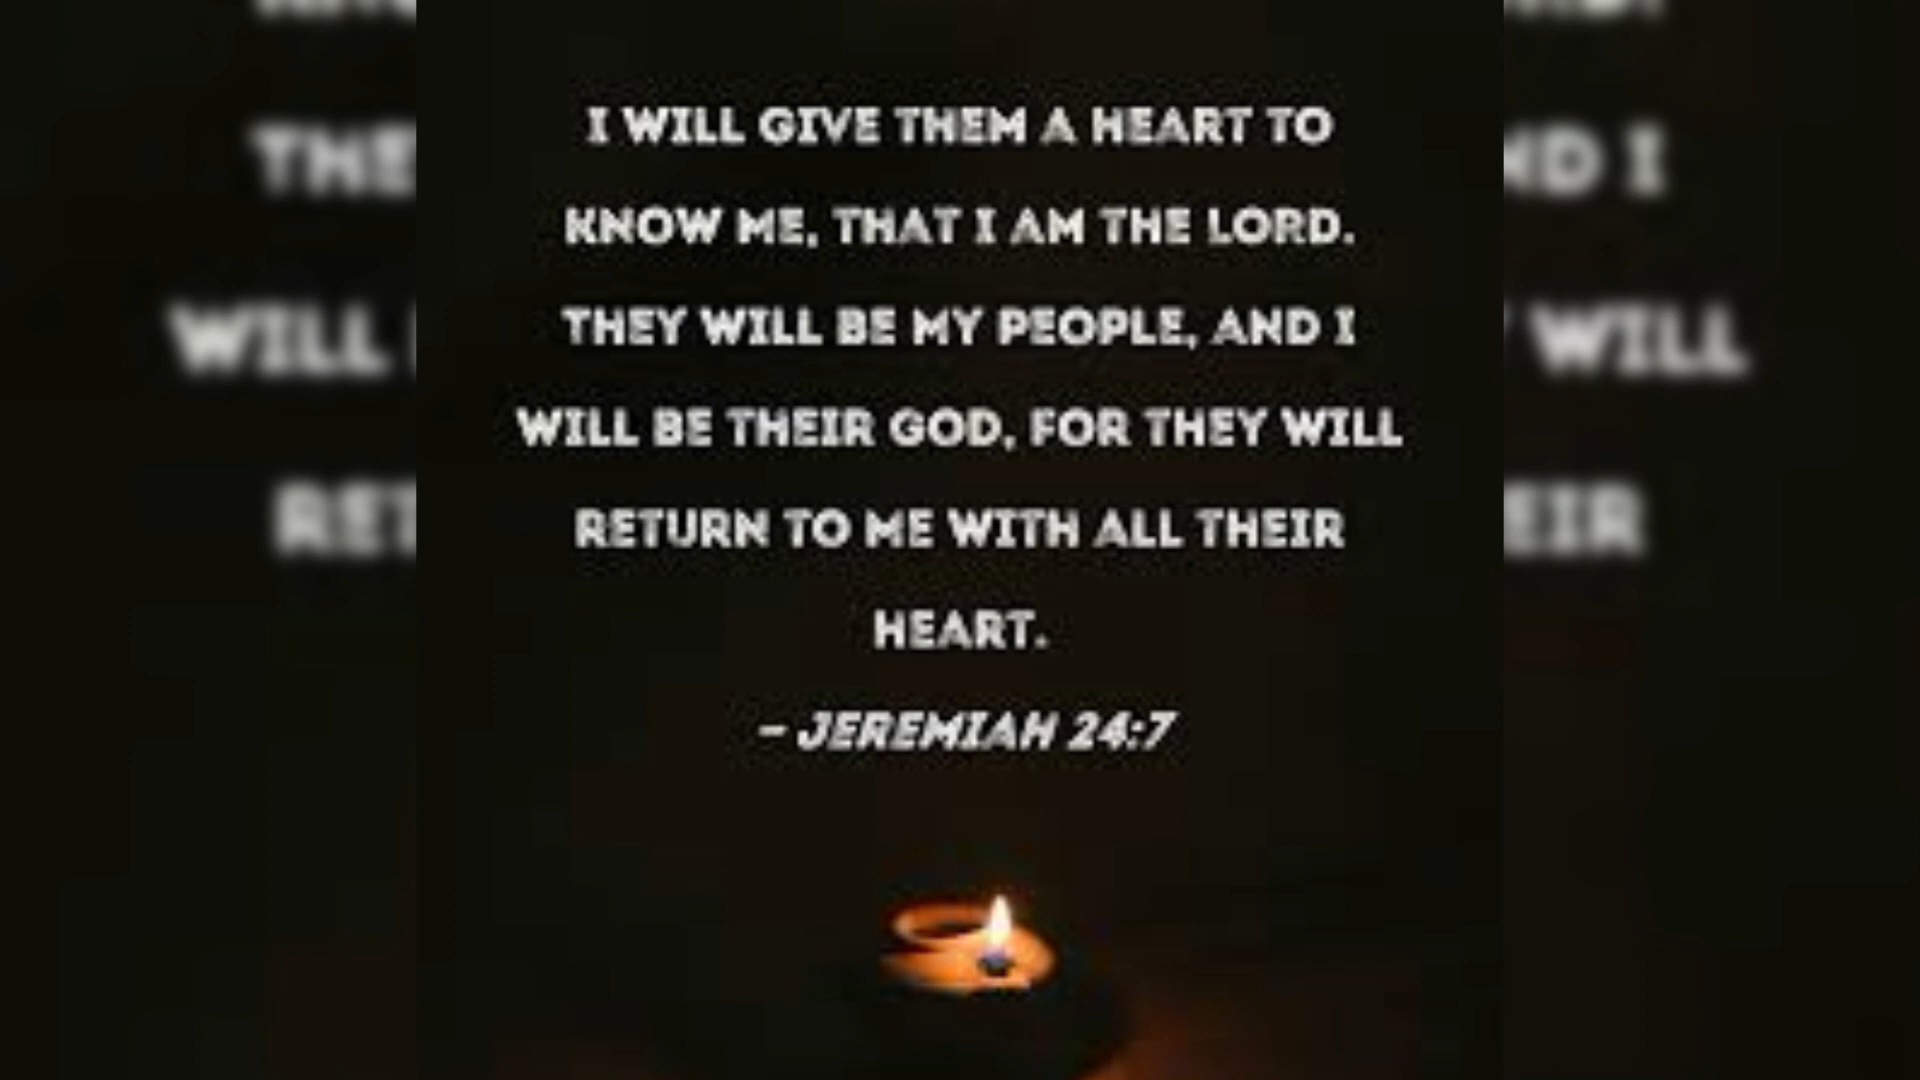 I WILL GIVE THEM A HEART TO
KNOW ME, THAT I AM THE LORD.
THEY WILL BE MY PEOPLE, AND I
WILL BE THEIR GOD, FOR THEY WILL
RETURN TO ME WITH ALL THEIR
HEART.
– JEREMIAH 24:7